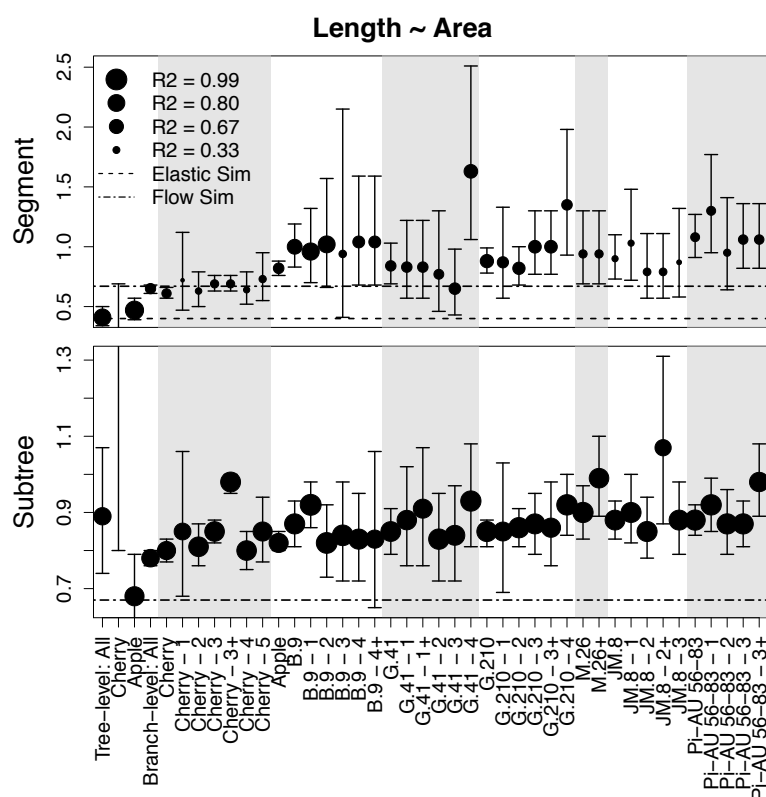 Length ~ Area
Segment
0.5
1.0
1.5
2.0
2.5
R2 = 0.99
R2 = 0.80
R2 = 0.67
R2 = 0.33
Elastic Sim
Flow Sim
Subtree
0.7
0.9
1.1
1.3
Tree-level: All
Cherry
Apple
Branch-level: All
Cherry
Cherry - 1
Cherry - 2
Cherry - 3
Cherry - 3+
Cherry - 4
Cherry - 5
Apple
B.9
B.9 - 1
B.9 - 2
B.9 - 3
B.9 - 4
B.9 - 4+
G.41
G.41 - 1
G.41 - 1+
G.41 - 2
G.41 - 3
G.41 - 4
G.210
G.210 - 1
G.210 - 2
G.210 - 3
G.210 - 3+
G.210 - 4
M.26
M.26+
JM.8
JM.8 - 1
JM.8 - 2
JM.8 - 2+
JM.8 - 3
Pi-AU 56-83
Pi-AU 56-83 - 1
Pi-AU 56-83 - 2
Pi-AU 56-83 - 3
Pi-AU 56-83 - 3+